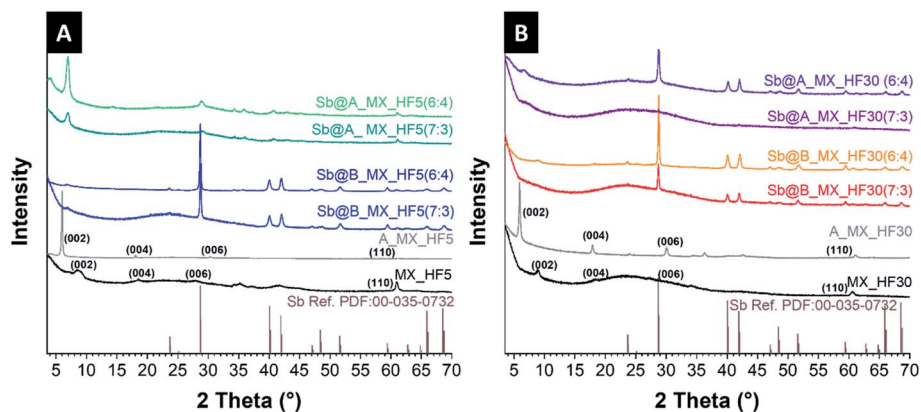 A
Intensity
Sb@A_MX_HF5(6:4)
Sb@A_ MX_HF5(7:3)
Sb@B_MX_HF5(6:4)
Sb@B_MX_HF5(7:3)
A_MX_HF5
(002)
(004)
(006)
(110)
MX_HF5
(002)
(004)
(006)
(110)
Sb Ref. PDF:00-035-0732
5 10 15 20 25 30 35 40 45 50 55 60 65 70
2 Theta (°)
B
Intensity
Sb@A_MX_HF30 (6:4)
Sb@A_MX_HF30(7:3)
Sb@B_MX_HF30(6:4)
Sb@B_MX_HF30(7:3)
A_MX_HF30
(002)
(004)
(006)
(110)
MX_HF30
(002)
(004)
(006)
(110)
Sb Ref. PDF:00-035-0732
5 10 15 20 25 30 35 40 45 50 55 60 65 70
2 Theta (°)